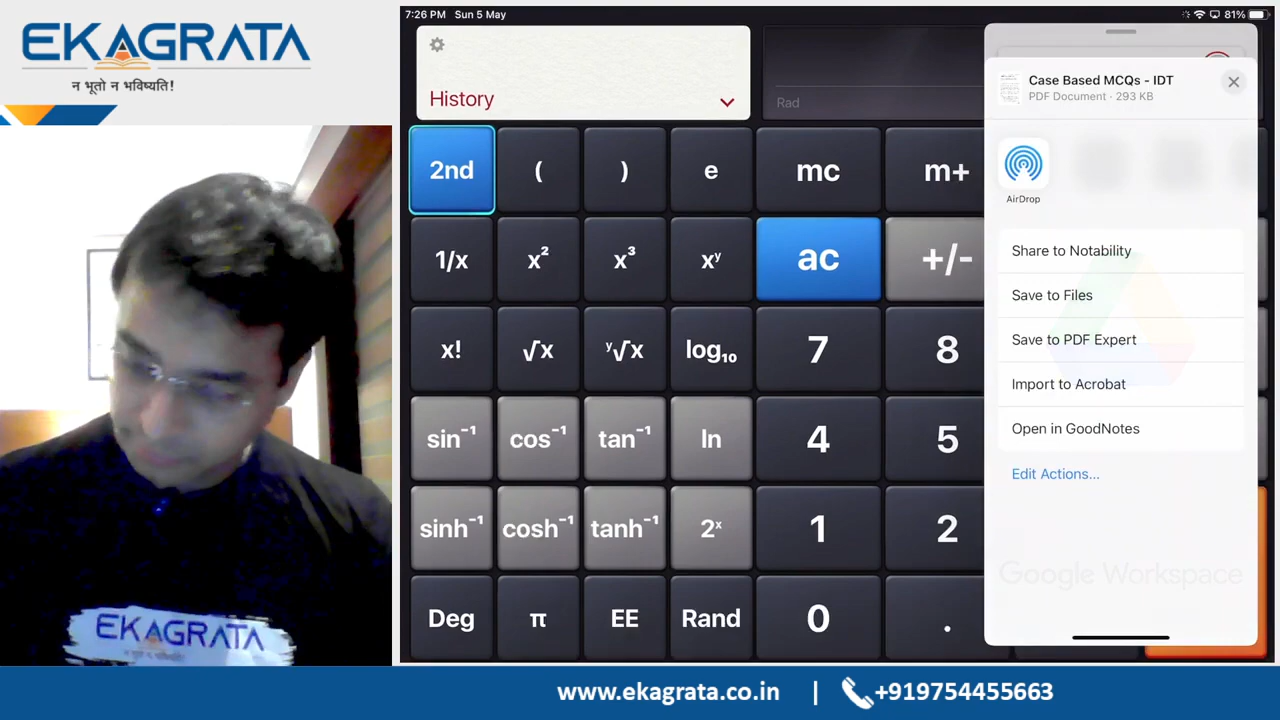 EKAGRATA
न भूतो न भविष्यति!
7:26 PM Sun 5 May
81%
History
Rad
2nd ( ) e mc m+
1/x x² x³ xʸ ac +/-
x! √x ʸ√x log₁₀ 7 8
sin⁻¹ cos⁻¹ tan⁻¹ ln 4 5
sinh⁻¹ cosh⁻¹ tanh⁻¹ 2ˣ 1 2
Deg π EE Rand 0 .
Case Based MCQs - IDT
PDF Document · 293 KB
AirDrop
Share to Notability
Save to Files
Save to PDF Expert
Import to Acrobat
Open in GoodNotes
Edit Actions...
Google Workspace
EKAGRATA
न भूतो न भविष्यति!
www.ekagrata.co.in | +919754455663